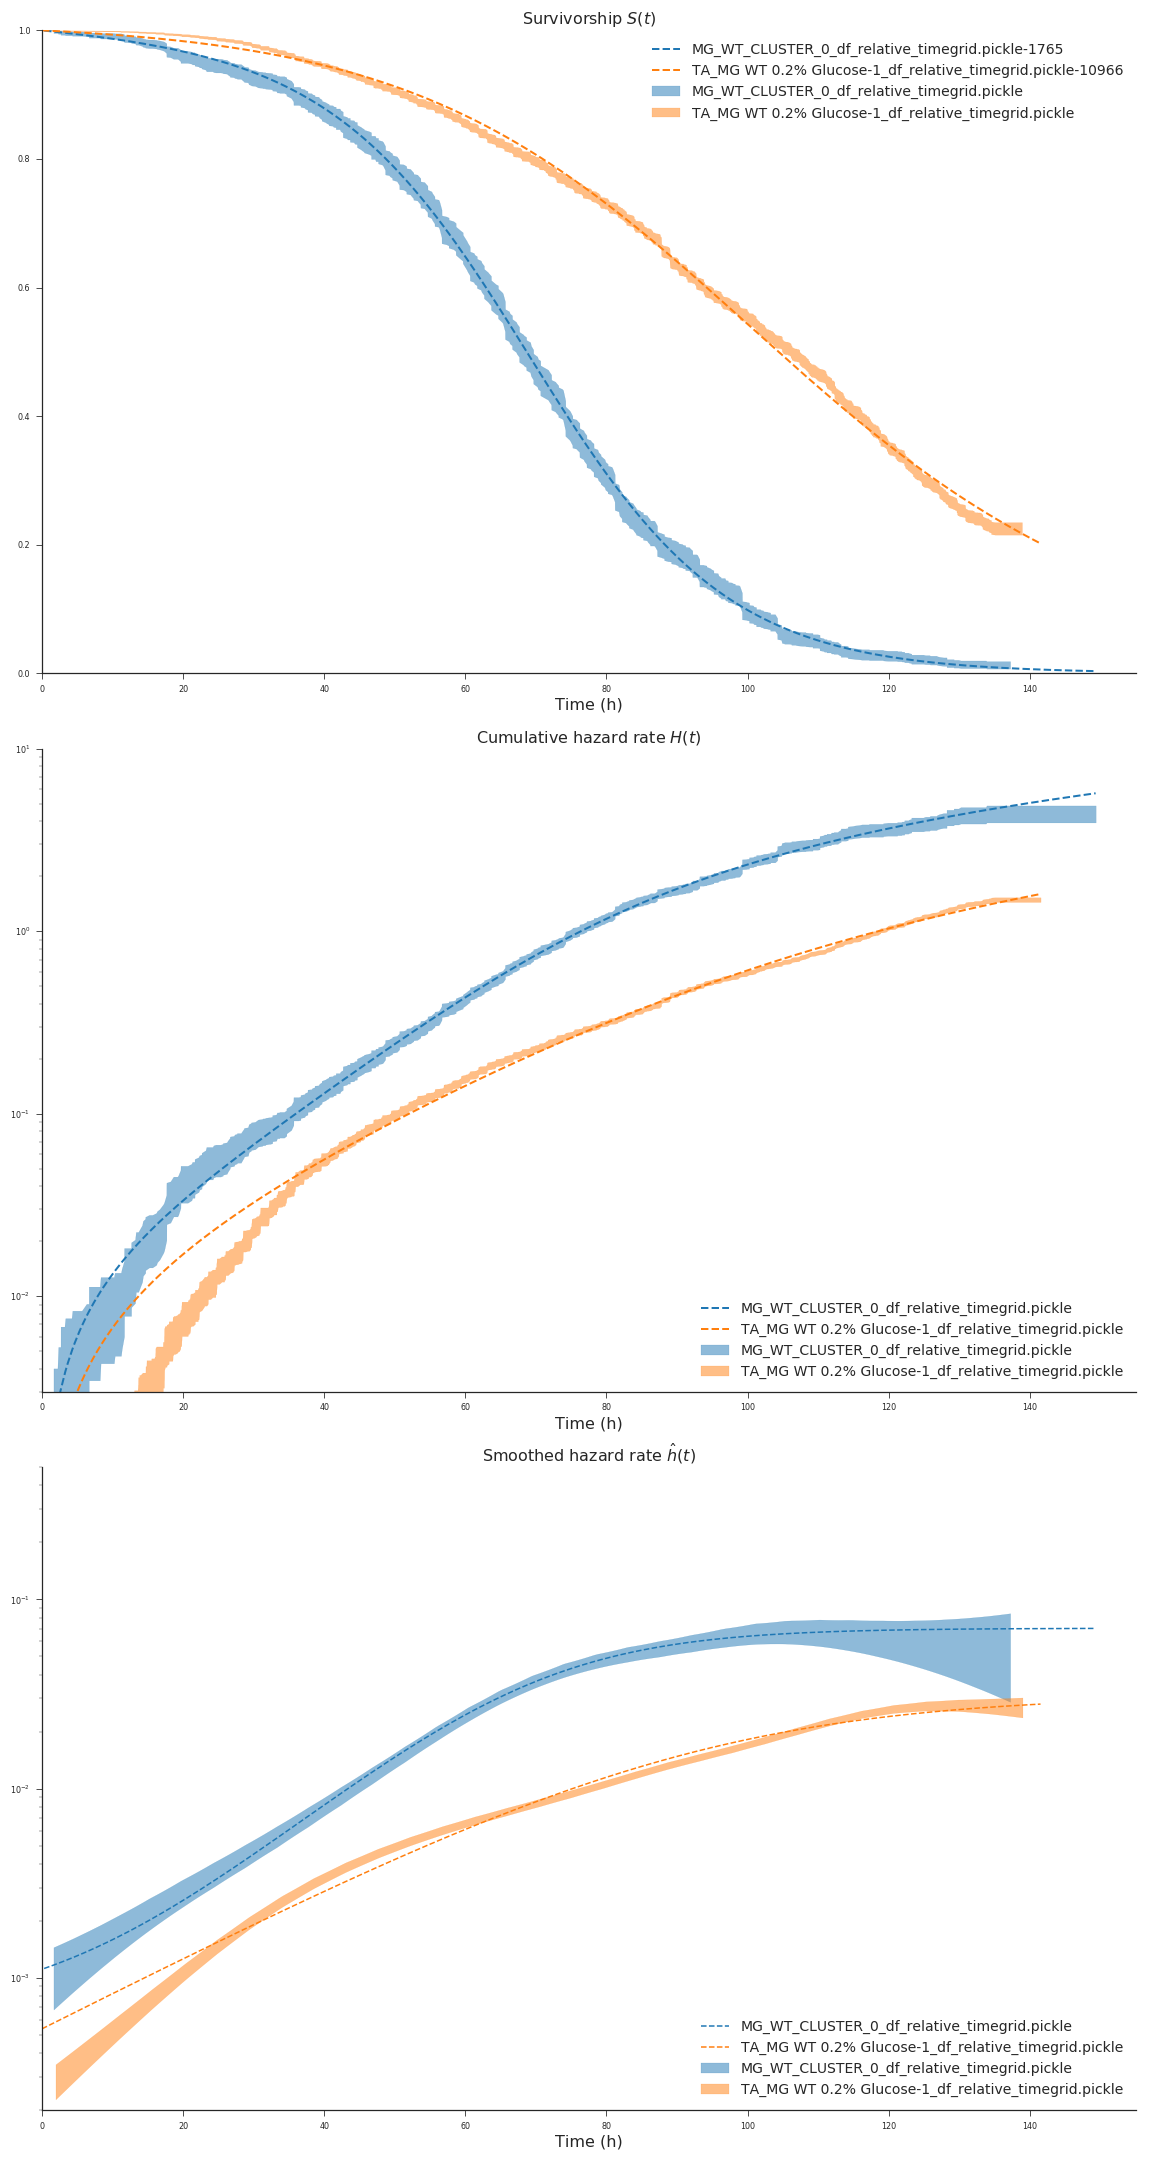 Survivorship S(t)
MG_WT_CLUSTER_0_df_relative_timegrid.pickle-1765
TA_MG WT 0.2% Glucose-1_df_relative_timegrid.pickle-10966
MG_WT_CLUSTER_0_df_relative_timegrid.pickle
TA_MG WT 0.2% Glucose-1_df_relative_timegrid.pickle
1.0
0.8
0.6
0.4
0.2
0.0
0 20 40 60 80 100 120 140
Time (h)
Cumulative hazard rate H(t)
10¹
10⁰
10⁻¹
10⁻²
MG_WT_CLUSTER_0_df_relative_timegrid.pickle
TA_MG WT 0.2% Glucose-1_df_relative_timegrid.pickle
MG_WT_CLUSTER_0_df_relative_timegrid.pickle
TA_MG WT 0.2% Glucose-1_df_relative_timegrid.pickle
0 20 40 60 80 100 120 140
Time (h)
Smoothed hazard rate ĥ(t)
10⁻¹
10⁻²
10⁻³
MG_WT_CLUSTER_0_df_relative_timegrid.pickle
TA_MG WT 0.2% Glucose-1_df_relative_timegrid.pickle
MG_WT_CLUSTER_0_df_relative_timegrid.pickle
TA_MG WT 0.2% Glucose-1_df_relative_timegrid.pickle
0 20 40 60 80 100 120 140
Time (h)